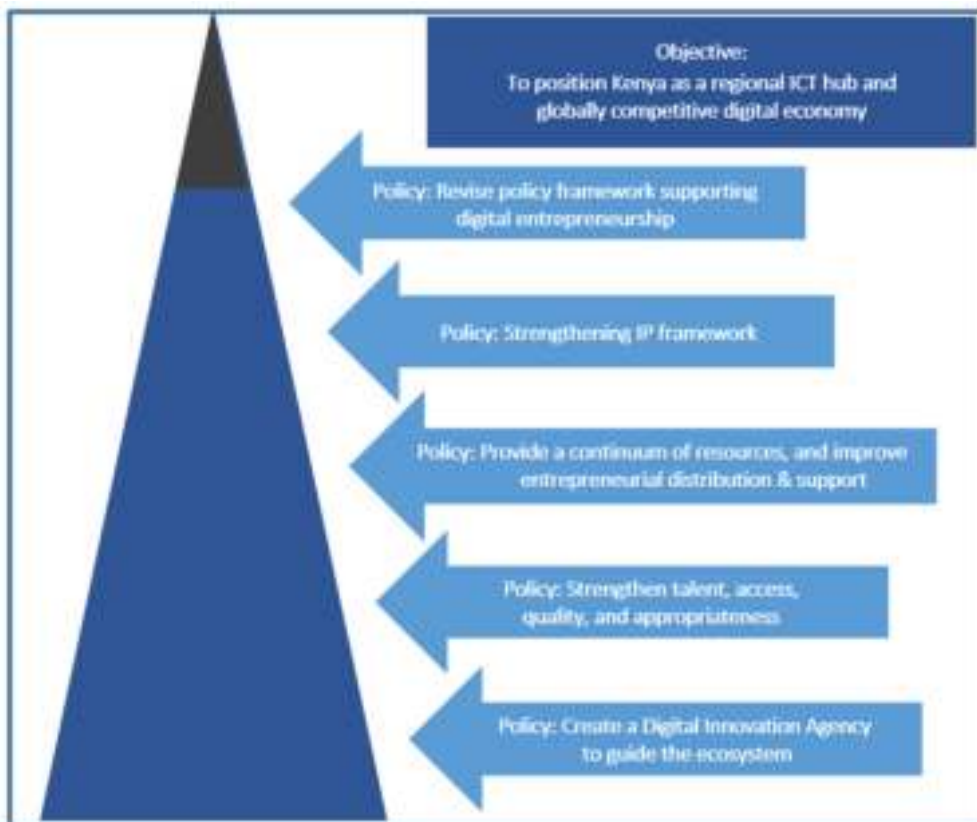 Objective:
To position Kenya as a regional ICT hub and
globally competitive digital economy
Policy: Revise policy framework supporting
digital entrepreneurship
Policy: Strengthening IP framework
Policy: Provide a continuum of resources, and improve
entrepreneurial distribution & support
Policy: Strengthen talent, access,
quality, and appropriateness
Policy: Create a Digital Innovation Agency
to guide the ecosystem